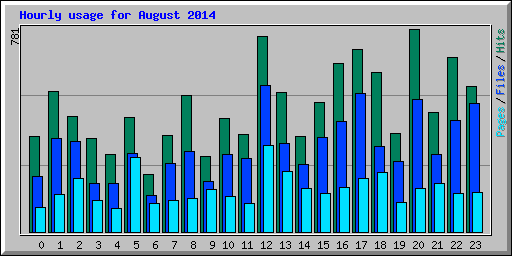 Hourly usage for August 2014
781
Pages/Files/Hits
0 1 2 3 4 5 6 7 8 9 10 11 12 13 14 15 16 17 18 19 20 21 22 23